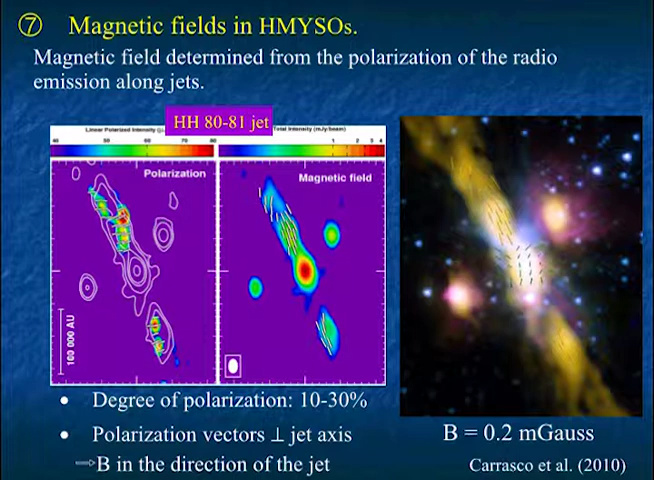 ⑦ Magnetic fields in HMYSOs.
Magnetic field determined from the polarization of the radio
emission along jets.
HH 80-81 jet
Linear Polarized Intensity
Total Intensity (mJy/beam)
Polarization
Magnetic field
100 000 AU
• Degree of polarization: 10-30%
• Polarization vectors ⊥ jet axis
⇒B in the direction of the jet
B = 0.2 mGauss
Carrasco et al. (2010)